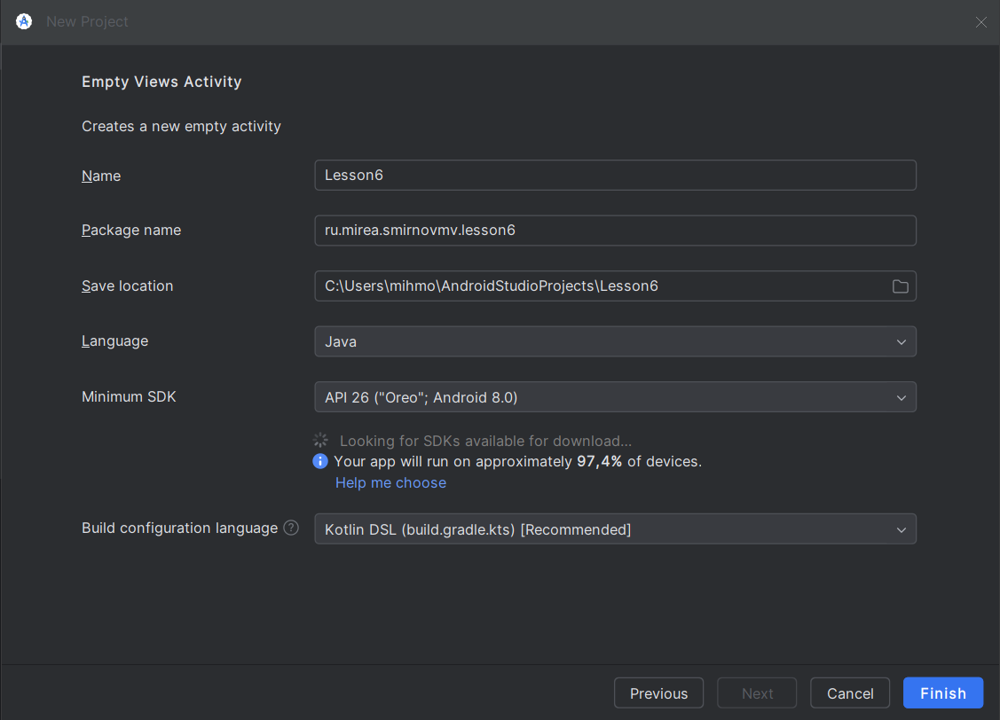 New Project
Empty Views Activity
Creates a new empty activity
Name
Lesson6
Package name
ru.mirea.smirnovmv.lesson6
Save location
C:\Users\mihmo\AndroidStudioProjects\Lesson6
Language
Java
Minimum SDK
API 26 ("Oreo"; Android 8.0)
Looking for SDKs available for download...
Your app will run on approximately 97,4% of devices.
Help me choose
Build configuration language ?
Kotlin DSL (build.gradle.kts) [Recommended]
Previous
Next
Cancel
Finish